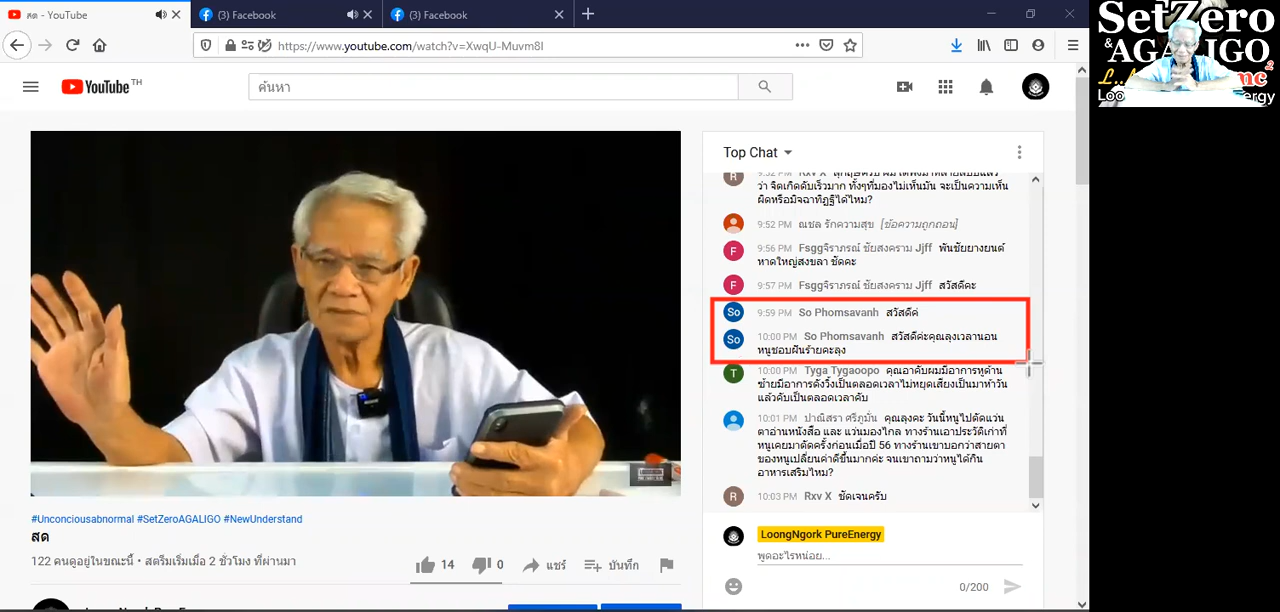 สด - YouTube
(3) Facebook
(3) Facebook
https://www.youtube.com/watch?v=XwqU-Muvm8I
YouTube TH
ค้นหา
SetZero
&AGALIGO
Top Chat
ว่า จิตเกิดดับเร็วมาก ทั้งๆที่มองไม่เห็นมัน จะเป็นความเห็น
ผิดหรือมิจฉาทิฏฐิได้ไหม?
9:52 PM ณชล รักความสุข [ข้อความถูกถอน]
9:56 PM Fsggจิราภรณ์ ชัยสงคราม Jjff พันชัยยางยนต์
หาดใหญ่สงขลา ชัดคะ
9:57 PM Fsggจิราภรณ์ ชัยสงคราม Jjff สวัสดีคะ
So 9:59 PM So Phomsavanh สวัสดีค่
So 10:00 PM So Phomsavanh สวัสดีค่ะคุณลุงเวลานอน
หนูชอบฝันร้ายคะลุง
T 10:00 PM Tyga Tygaoopo คุณอาคับผมมีอาการหูด้าน
ซ้ายมีอาการดังวิ้งเป็นตลอดเวลาไม่หยุดเสียงเป็นมาห้าวัน
แล้วคับเป็นตลอดเวลาคับ
10:01 PM ปาณิสรา ศรีภูมั่น คุณลุงคะ วันนี้หนูไปตัดแว่น
ตาอ่านหนังสือ และ แว่นมองไกล ทางร้านเอาประวัติเก่าที่
หนูเคยมาตัดครั้งก่อนเมื่อปี 56 ทางร้านเขาบอกว่าสายตา
ของหนูเปลี่ยนค่าดีขึ้นมากค่ะ จนเขาถามว่าหนูได้กิน
อาหารเสริมไหม?
R 10:03 PM Rxv X ชัดเจนครับ
LoongNgork PureEnergy
พูดอะไรหน่อย...
0/200
#Unconciousabnormal #SetZeroAGALIGO #NewUnderstand
สด
122 คนดูอยู่ในขณะนี้ • สตรีมเริ่มเมื่อ 2 ชั่วโมง ที่ผ่านมา
14 0 แชร์ บันทึก